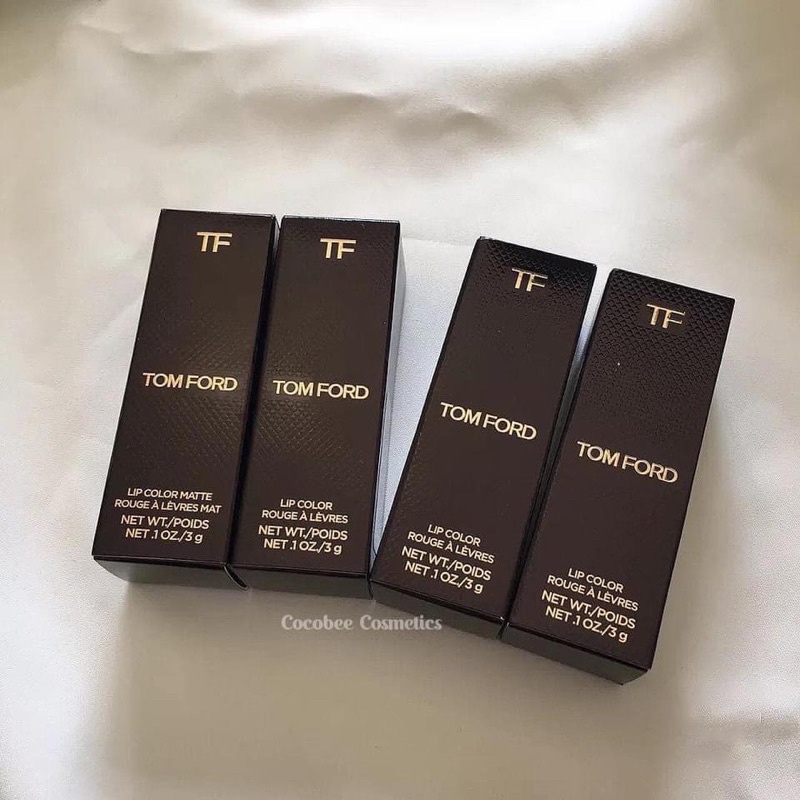 TF
TOM FORD
LIP COLOR MATTE
ROUGE À LÈVRES MAT
NET WT./POIDS
NET .1 OZ./3 g
TF
TOM FORD
LIP COLOR
ROUGE À LÈVRES
NET WT./POIDS
NET .1 OZ./3 g
TF
TOM FORD
LIP COLOR
ROUGE À LÈVRES
NET WT./POIDS
NET .1 OZ./3 g
TF
TOM FORD
LIP COLOR
ROUGE À LÈVRES
NET WT./POIDS
NET .1 OZ./3 g
Cocobee Cosmetics